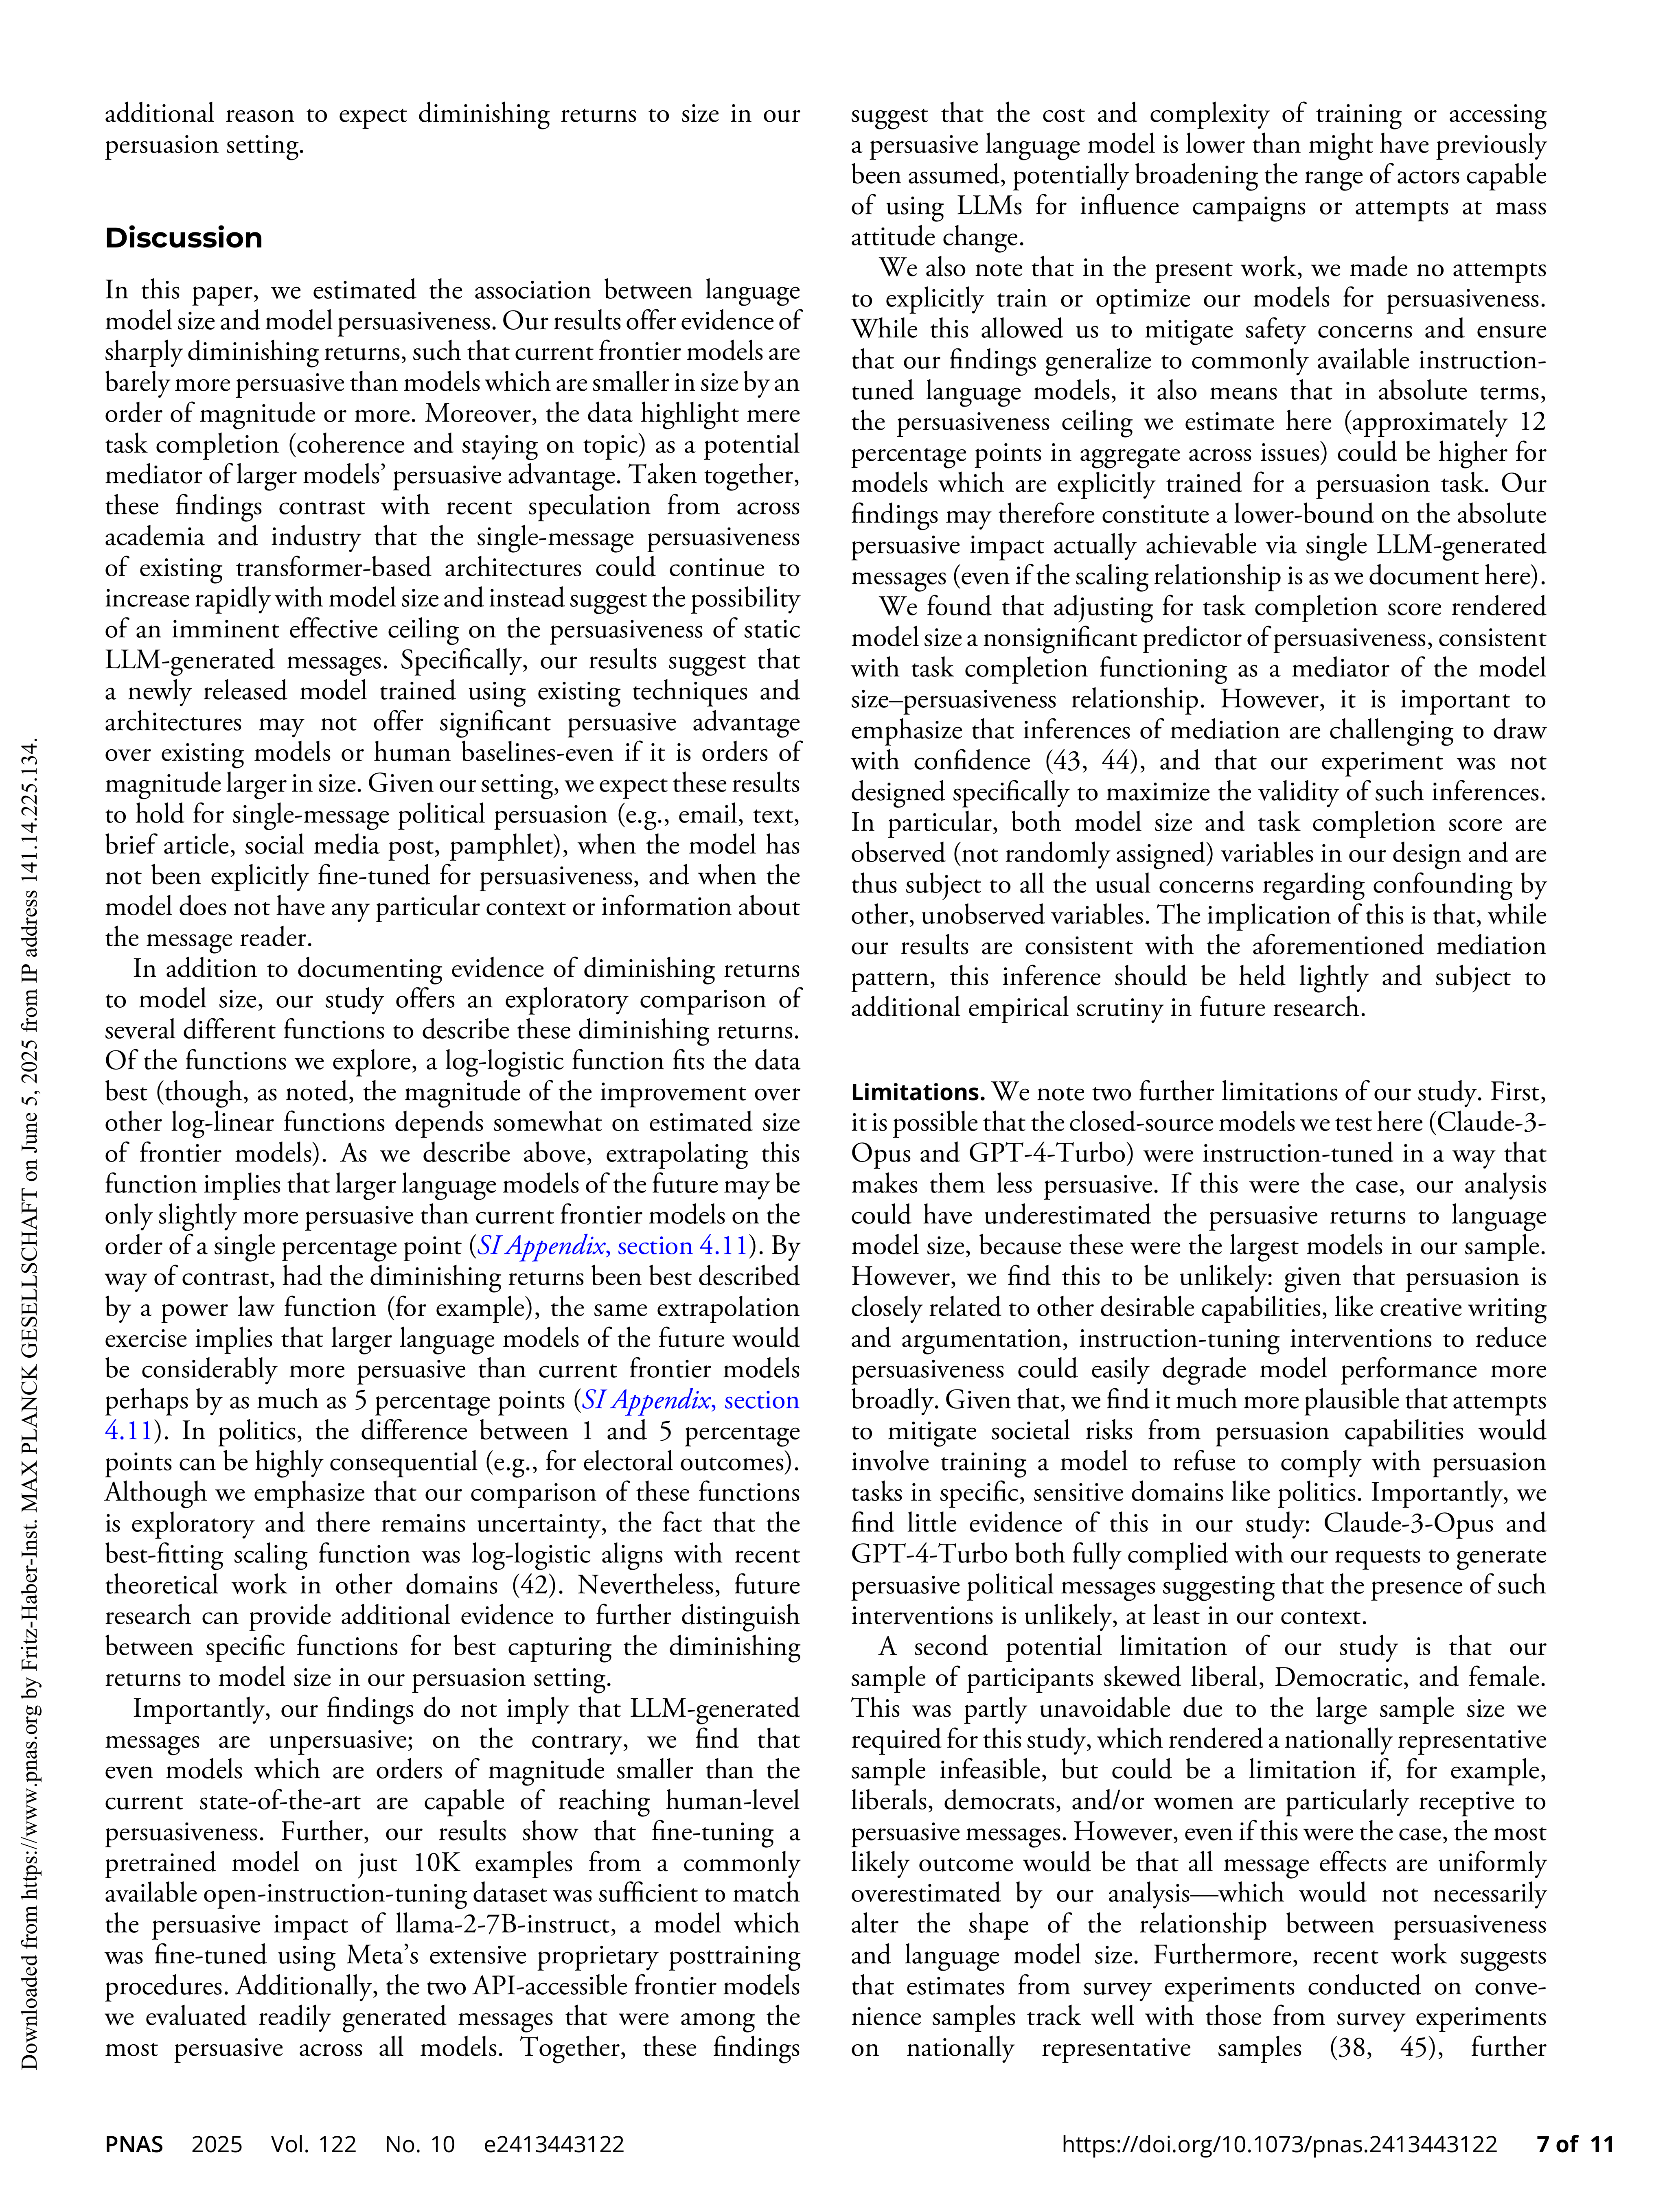 additional reason to expect diminishing returns to size in our
persuasion setting.
Discussion
In this paper, we estimated the association between language
model size and model persuasiveness. Our results offer evidence of
sharply diminishing returns, such that current frontier models are
barely more persuasive than models which are smaller in size by an
order of magnitude or more. Moreover, the data highlight mere
task completion (coherence and staying on topic) as a potential
mediator of larger models' persuasive advantage. Taken together,
these findings contrast with recent speculation from across
academia and industry that the single-message persuasiveness
of existing transformer-based architectures could continue to
increase rapidly with model size and instead suggest the possibility
of an imminent effective ceiling on the persuasiveness of static
LLM-generated messages. Specifically, our results suggest that
a newly released model trained using existing techniques and
architectures may not offer significant persuasive advantage
over existing models or human baselines-even if it is orders of
magnitude larger in size. Given our setting, we expect these results
to hold for single-message political persuasion (e.g., email, text,
brief article, social media post, pamphlet), when the model has
not been explicitly fine-tuned for persuasiveness, and when the
model does not have any particular context or information about
the message reader.
In addition to documenting evidence of diminishing returns
to model size, our study offers an exploratory comparison of
several different functions to describe these diminishing returns.
Of the functions we explore, a log-logistic function fits the data
best (though, as noted, the magnitude of the improvement over
other log-linear functions depends somewhat on estimated size
of frontier models). As we describe above, extrapolating this
function implies that larger language models of the future may be
only slightly more persuasive than current frontier models on the
order of a single percentage point (SI Appendix, section 4.11). By
way of contrast, had the diminishing returns been best described
by a power law function (for example), the same extrapolation
exercise implies that larger language models of the future would
be considerably more persuasive than current frontier models
perhaps by as much as 5 percentage points (SI Appendix, section
4.11). In politics, the difference between 1 and 5 percentage
points can be highly consequential (e.g., for electoral outcomes).
Although we emphasize that our comparison of these functions
is exploratory and there remains uncertainty, the fact that the
best-fitting scaling function was log-logistic aligns with recent
theoretical work in other domains (42). Nevertheless, future
research can provide additional evidence to further distinguish
between specific functions for best capturing the diminishing
returns to model size in our persuasion setting.
Importantly, our findings do not imply that LLM-generated
messages are unpersuasive; on the contrary, we find that
even models which are orders of magnitude smaller than the
current state-of-the-art are capable of reaching human-level
persuasiveness. Further, our results show that fine-tuning a
pretrained model on just 10K examples from a commonly
available open-instruction-tuning dataset was sufficient to match
the persuasive impact of llama-2-7B-instruct, a model which
was fine-tuned using Meta's extensive proprietary posttraining
procedures. Additionally, the two API-accessible frontier models
we evaluated readily generated messages that were among the
most persuasive across all models. Together, these findings
suggest that the cost and complexity of training or accessing
a persuasive language model is lower than might have previously
been assumed, potentially broadening the range of actors capable
of using LLMs for influence campaigns or attempts at mass
attitude change.
We also note that in the present work, we made no attempts
to explicitly train or optimize our models for persuasiveness.
While this allowed us to mitigate safety concerns and ensure
that our findings generalize to commonly available instruction-
tuned language models, it also means that in absolute terms,
the persuasiveness ceiling we estimate here (approximately 12
percentage points in aggregate across issues) could be higher for
models which are explicitly trained for a persuasion task. Our
findings may therefore constitute a lower-bound on the absolute
persuasive impact actually achievable via single LLM-generated
messages (even if the scaling relationship is as we document here).
We found that adjusting for task completion score rendered
model size a nonsignificant predictor of persuasiveness, consistent
with task completion functioning as a mediator of the model
size–persuasiveness relationship. However, it is important to
emphasize that inferences of mediation are challenging to draw
with confidence (43, 44), and that our experiment was not
designed specifically to maximize the validity of such inferences.
In particular, both model size and task completion score are
observed (not randomly assigned) variables in our design and are
thus subject to all the usual concerns regarding confounding by
other, unobserved variables. The implication of this is that, while
our results are consistent with the aforementioned mediation
pattern, this inference should be held lightly and subject to
additional empirical scrutiny in future research.
Limitations. We note two further limitations of our study. First,
it is possible that the closed-source models we test here (Claude-3-
Opus and GPT-4-Turbo) were instruction-tuned in a way that
makes them less persuasive. If this were the case, our analysis
could have underestimated the persuasive returns to language
model size, because these were the largest models in our sample.
However, we find this to be unlikely: given that persuasion is
closely related to other desirable capabilities, like creative writing
and argumentation, instruction-tuning interventions to reduce
persuasiveness could easily degrade model performance more
broadly. Given that, we find it much more plausible that attempts
to mitigate societal risks from persuasion capabilities would
involve training a model to refuse to comply with persuasion
tasks in specific, sensitive domains like politics. Importantly, we
find little evidence of this in our study: Claude-3-Opus and
GPT-4-Turbo both fully complied with our requests to generate
persuasive political messages suggesting that the presence of such
interventions is unlikely, at least in our context.
A second potential limitation of our study is that our
sample of participants skewed liberal, Democratic, and female.
This was partly unavoidable due to the large sample size we
required for this study, which rendered a nationally representative
sample infeasible, but could be a limitation if, for example,
liberals, democrats, and/or women are particularly receptive to
persuasive messages. However, even if this were the case, the most
likely outcome would be that all message effects are uniformly
overestimated by our analysis—which would not necessarily
alter the shape of the relationship between persuasiveness
and language model size. Furthermore, recent work suggests
that estimates from survey experiments conducted on conve-
nience samples track well with those from survey experiments
on nationally representative samples (38, 45), further
Downloaded from https://www.pnas.org by Fritz-Haber-Inst. MAX PLANCK GESELLSCHAFT on June 5, 2025 from IP address 141.14.225.134.
PNAS 2025 Vol. 122 No. 10 e2413443122
https://doi.org/10.1073/pnas.2413443122 7 of 11